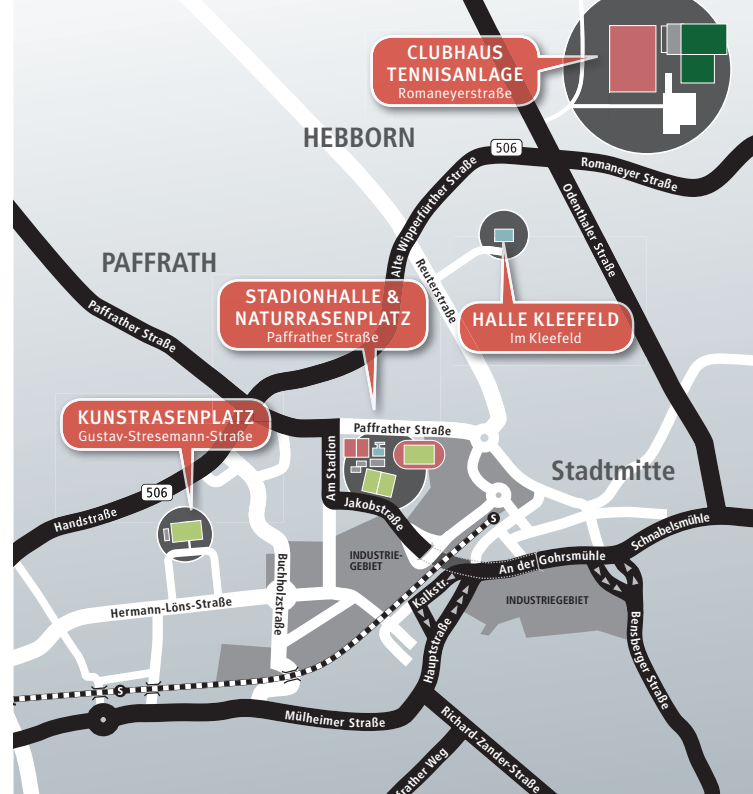 CLUBHAUS
TENNISANLAGE
Romaneyerstraße
HEBBORN
506
Romaneyer Straße
Alte Wipperfürther Straße
Odenthaler Straße
Reuterstraße
PAFFRATH
STADIONHALLE &
NATURRASENPLATZ
Paffrather Straße
HALLE KLEEFELD
Im Kleefeld
Paffrather Straße
KUNSTRASENPLATZ
Gustav-Stresemann-Straße
Paffrather Straße
Am Stadion
Stadtmitte
506
Handstraße
Jakobstraße
S
Schnabelsmühle
INDUSTRIE-
GEBIET
An der Gohrsmühle
Buchholzstraße
Kalkstr.
INDUSTRIEGEBIET
Hermann-Löns-Straße
Hauptstraße
Bensberger Straße
S
Mülheimer Straße
Richard-Zander-Straße
frather Weg